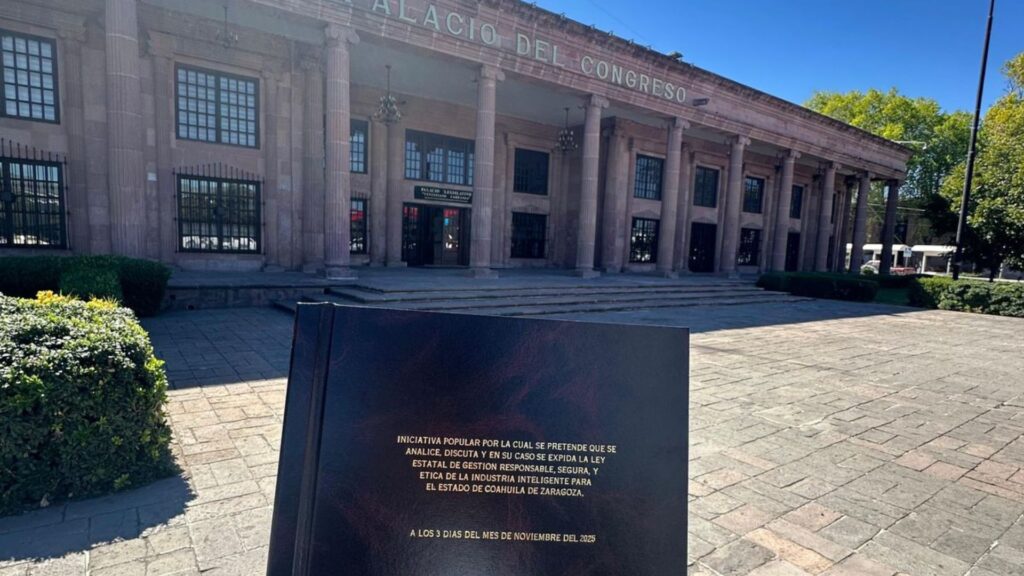 PALACIO DEL CONGRESO
PALACIO LEGISLATIVO
INICIATIVA POPULAR POR LA CUAL SE PRETENDE QUE SE
ANALICE, DISCUTA Y EN SU CASO SE EXPIDA LA LEY
ESTATAL DE GESTION RESPONSABLE, SEGURA, Y
ETICA DE LA INDUSTRIA INTELIGENTE PARA
EL ESTADO DE COAHUILA DE ZARAGOZA.
A LOS 3 DIAS DEL MES DE NOVIEMBRE DEL 2025